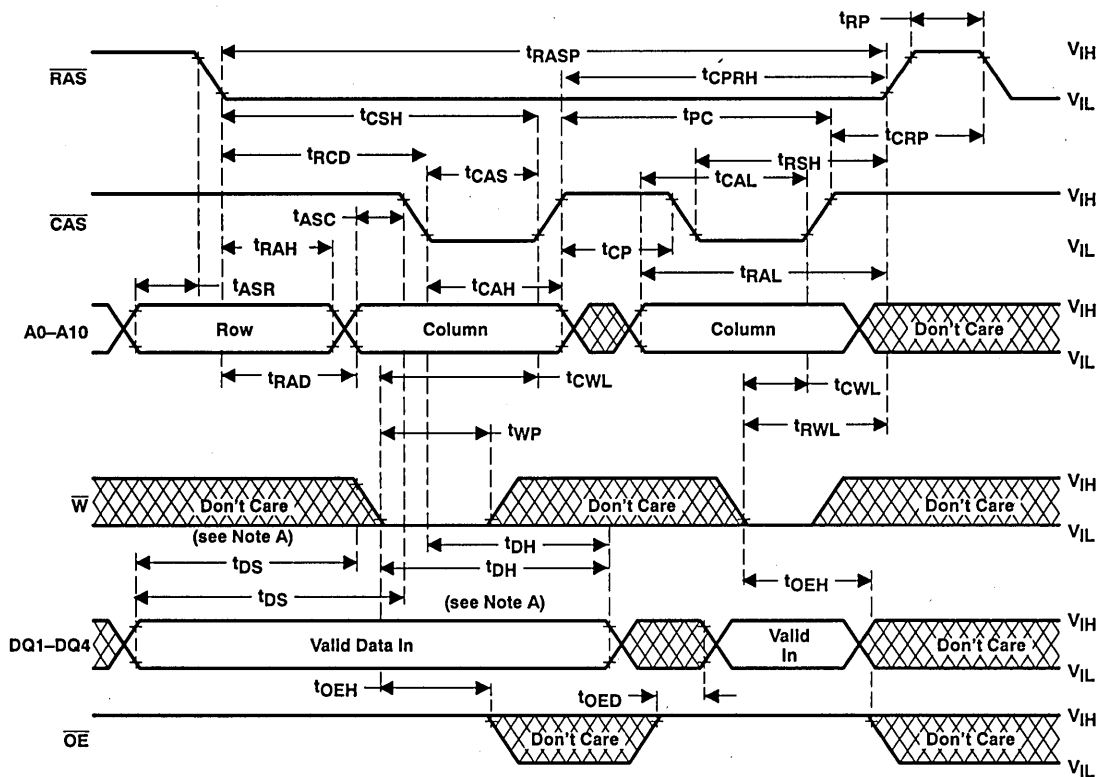 tRP
tRASP
VIH
RAS
tCPRH
VIL
tCSH
tPC
tCRP
tRCD
tRSH
tCAS
tCAL
VIH
CAS
tASC
VIL
tRAH
tCP
tASR
tCAH
tRAL
VIH
A0–A10
Row
Column
Column
Don't Care
VIL
tRAD
tCWL
tCWL
tWP
tRWL
VIH
W
Don't Care
Don't Care
Don't Care
VIL
(see Note A)
tDH
tDS
tDH
tOEH
tDS
(see Note A)
VIH
DQ1–DQ4
Valid Data In
Valid
In
Don't Care
VIL
tOEH
tOED
VIH
OE
Don't Care
Don't Care
VIL